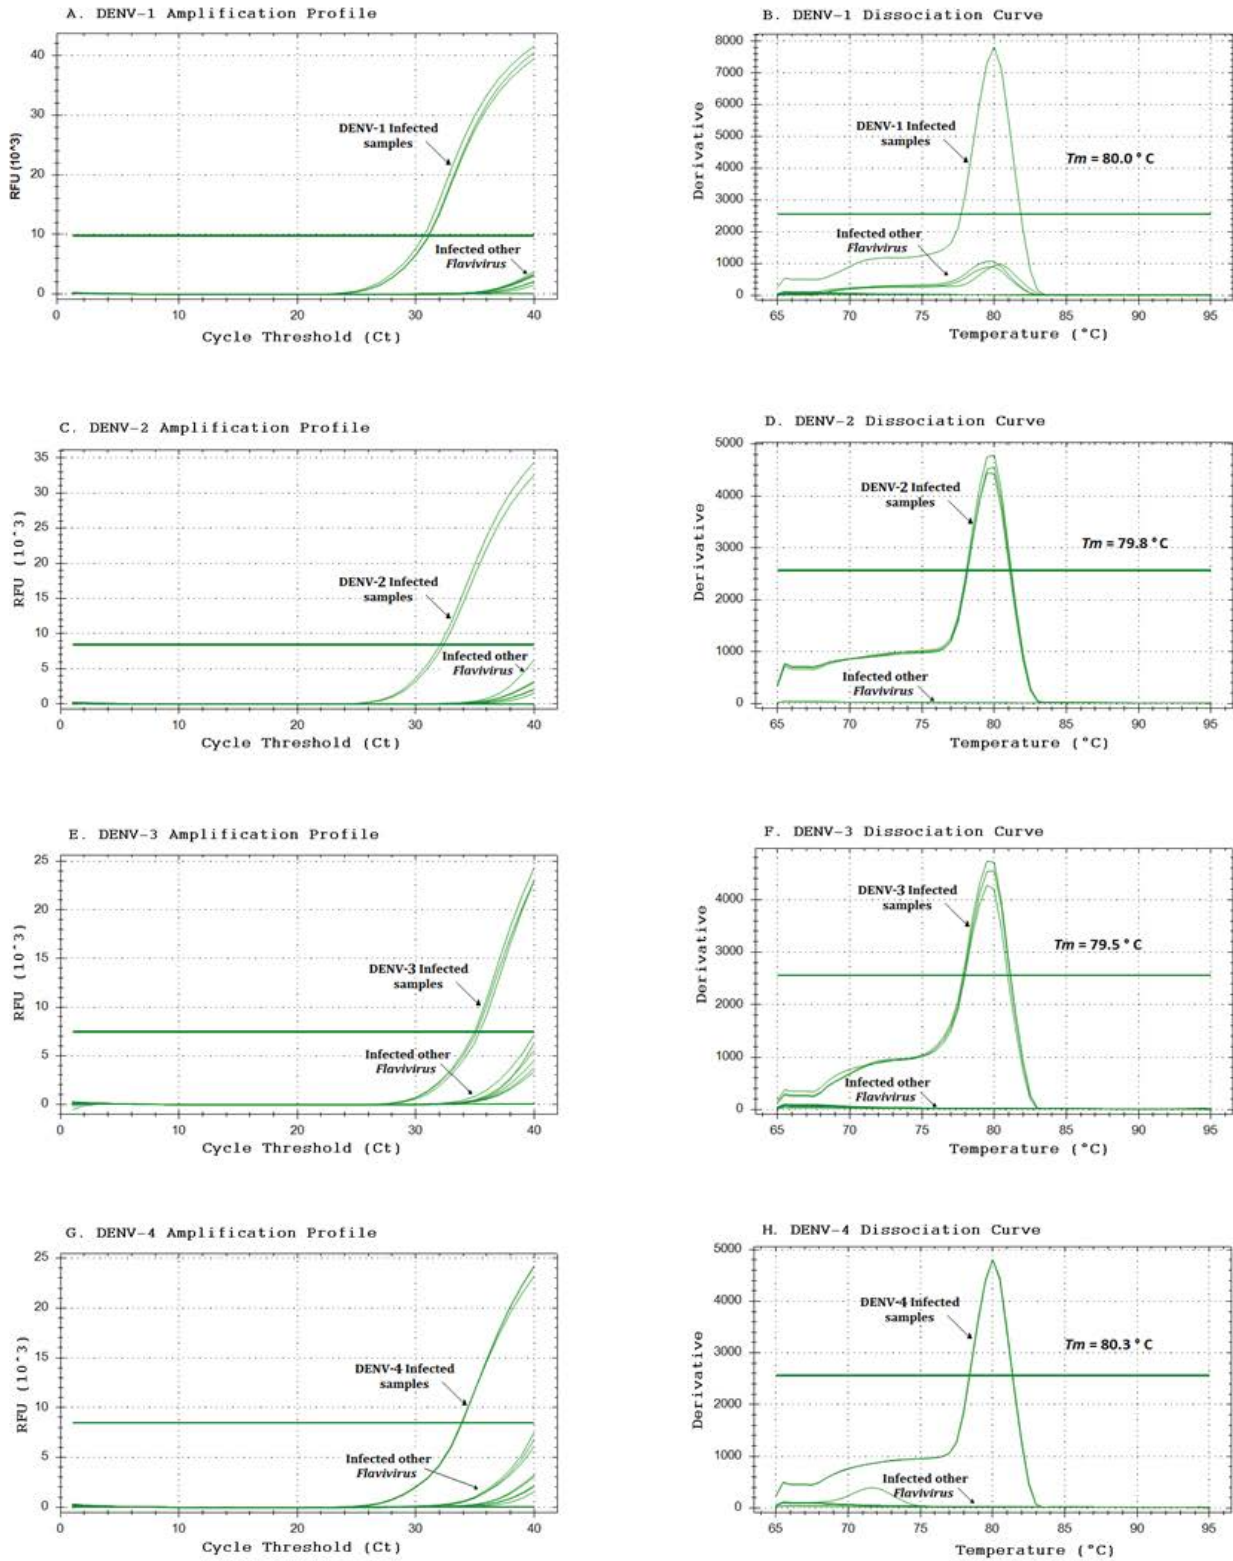 A. DENV-1 Amplification Profile
40
30
20
10
0
RFU (10^3)
DENV-1 Infected
samples
Infected other
Flavivirus
0 10 20 30 40
Cycle Threshold (Ct)
B. DENV-1 Dissociation Curve
8000
7000
6000
5000
4000
3000
2000
1000
0
Derivative
DENV-1 Infected
samples
Tm = 80.0 ° C
Infected other
Flavivirus
65 70 75 80 85 90 95
Temperature (°C)
C. DENV-2 Amplification Profile
35
30
25
20
15
10
5
0
RFU (10^3)
DENV-2 Infected
samples
Infected other
Flavivirus
0 10 20 30 40
Cycle Threshold (Ct)
D. DENV-2 Dissociation Curve
5000
4000
3000
2000
1000
0
Derivative
DENV-2 Infected
samples
Tm = 79.8 ° C
Infected other
Flavivirus
65 70 75 80 85 90 95
Temperature (°C)
E. DENV-3 Amplification Profile
25
20
15
10
5
0
RFU (10^3)
DENV-3 Infected
samples
Infected other
Flavivirus
0 10 20 30 40
Cycle Threshold (Ct)
F. DENV-3 Dissociation Curve
4000
3000
2000
1000
0
Derivative
DENV-3 Infected
samples
Tm = 79.5 ° C
Infected other
Flavivirus
65 70 75 80 85 90 95
Temperature (°C)
G. DENV-4 Amplification Profile
25
20
15
10
5
0
RFU (10^3)
DENV-4 Infected
samples
Infected other
Flavivirus
0 10 20 30 40
Cycle Threshold (Ct)
H. DENV-4 Dissociation Curve
5000
4000
3000
2000
1000
0
Derivative
DENV-4 Infected
samples
Tm = 80.3 ° C
Infected other
Flavivirus
65 70 75 80 85 90 95
Temperature (°C)